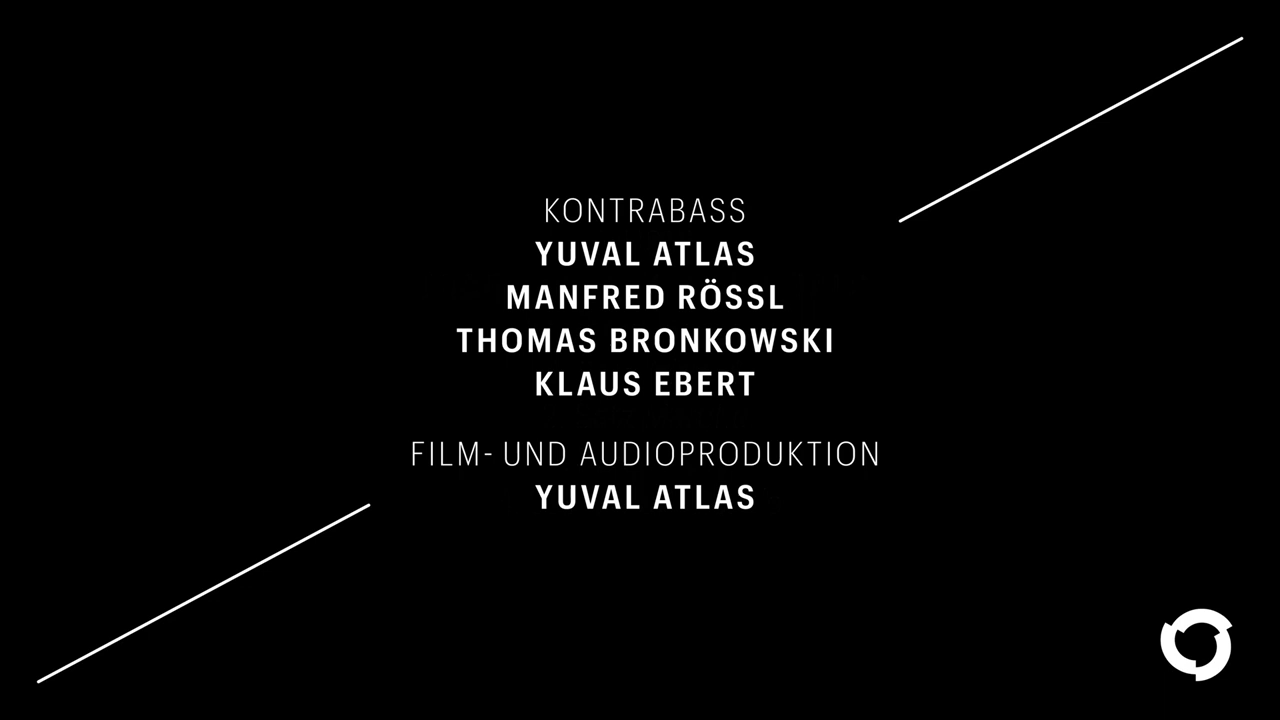 KONTRABASS
YUVAL ATLAS
MANFRED RÖSSL
THOMAS BRONKOWSKI
KLAUS EBERT
FILM- UND AUDIOPRODUKTION
YUVAL ATLAS